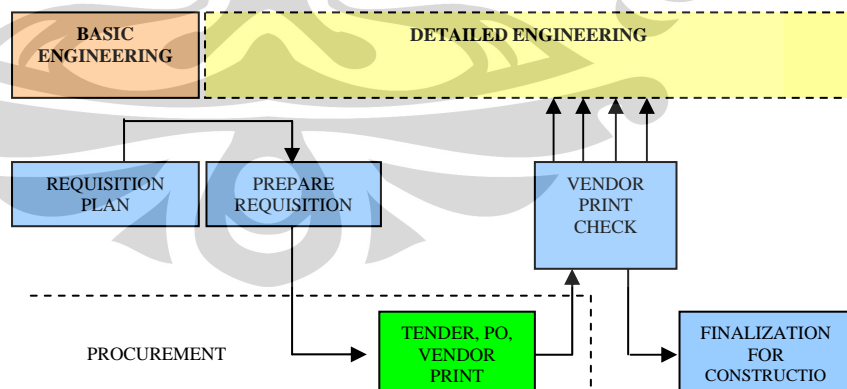 BASIC
ENGINEERING
DETAILED ENGINEERING
REQUISITION
PLAN
PREPARE
REQUISITION
VENDOR
PRINT
CHECK
PROCUREMENT
TENDER, PO,
VENDOR
PRINT
FINALIZATION
FOR
CONSTRUCTIO